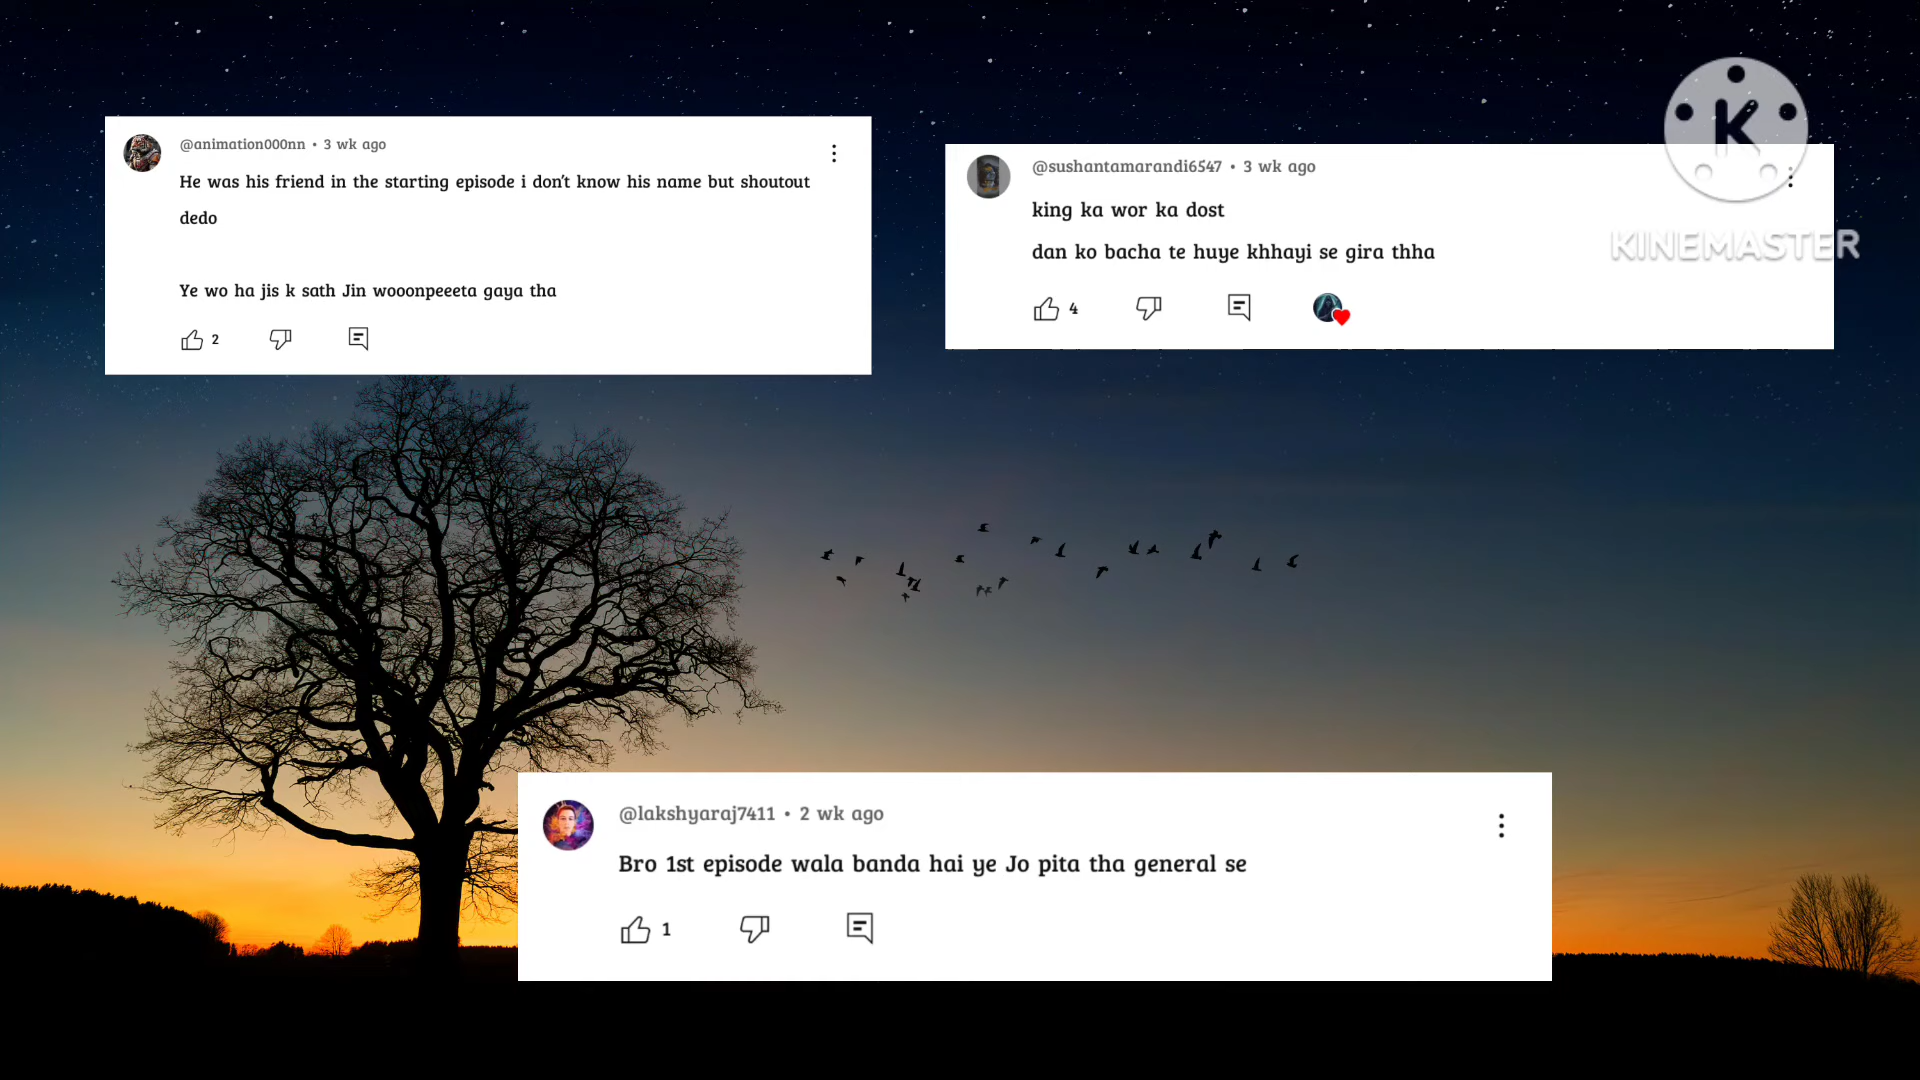 @animation000nn • 3 wk ago
He was his friend in the starting episode i don't know his name but shoutout
dedo
Ye wo ha jis k sath Jin wooonpeeeta gaya tha
2
@sushantamarandi6547 • 3 wk ago
king ka wor ka dost
dan ko bacha te huye khhayi se gira thha
4
K
KINEMASTER
@lakshyaraj7411 • 2 wk ago
Bro 1st episode wala banda hai ye Jo pita tha general se
1